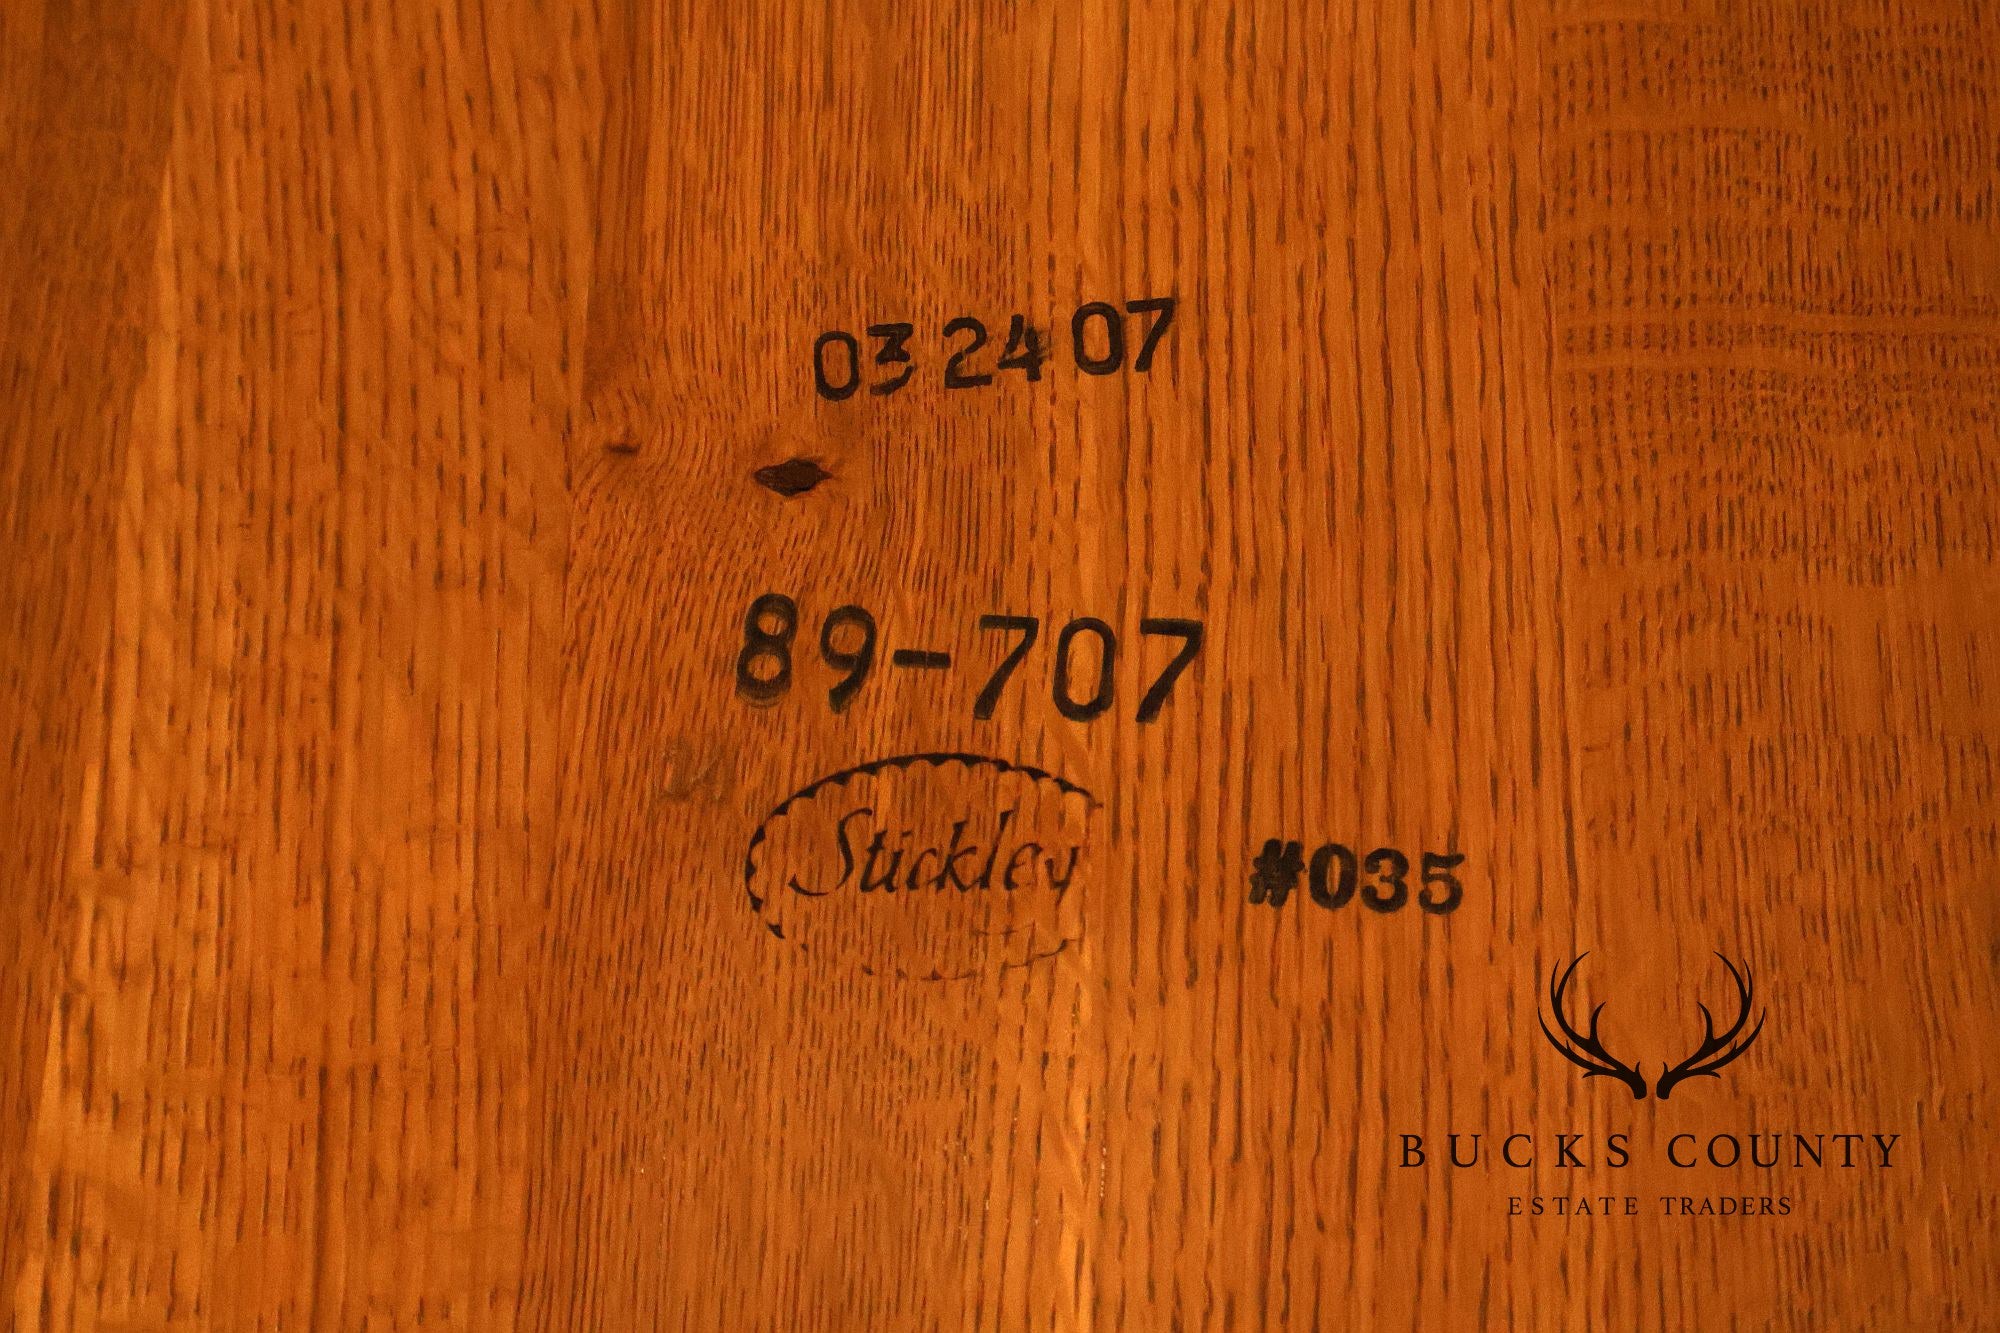 03 24 07
89-707
Stickley
#035
BUCKS COUNTY
ESTATE TRADERS